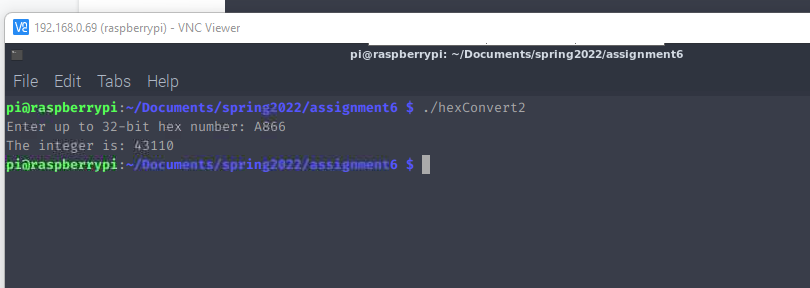 V2 192.168.0.69 (raspberrypi) - VNC Viewer
pi@raspberrypi: ~/Documents/spring2022/assignment6
File Edit Tabs Help
pi@raspberrypi:~/Documents/spring2022/assignment6 $ ./hexConvert2
Enter up to 32-bit hex number: A866
The integer is: 43110
pi@raspberrypi:~/Documents/spring2022/assignment6 $